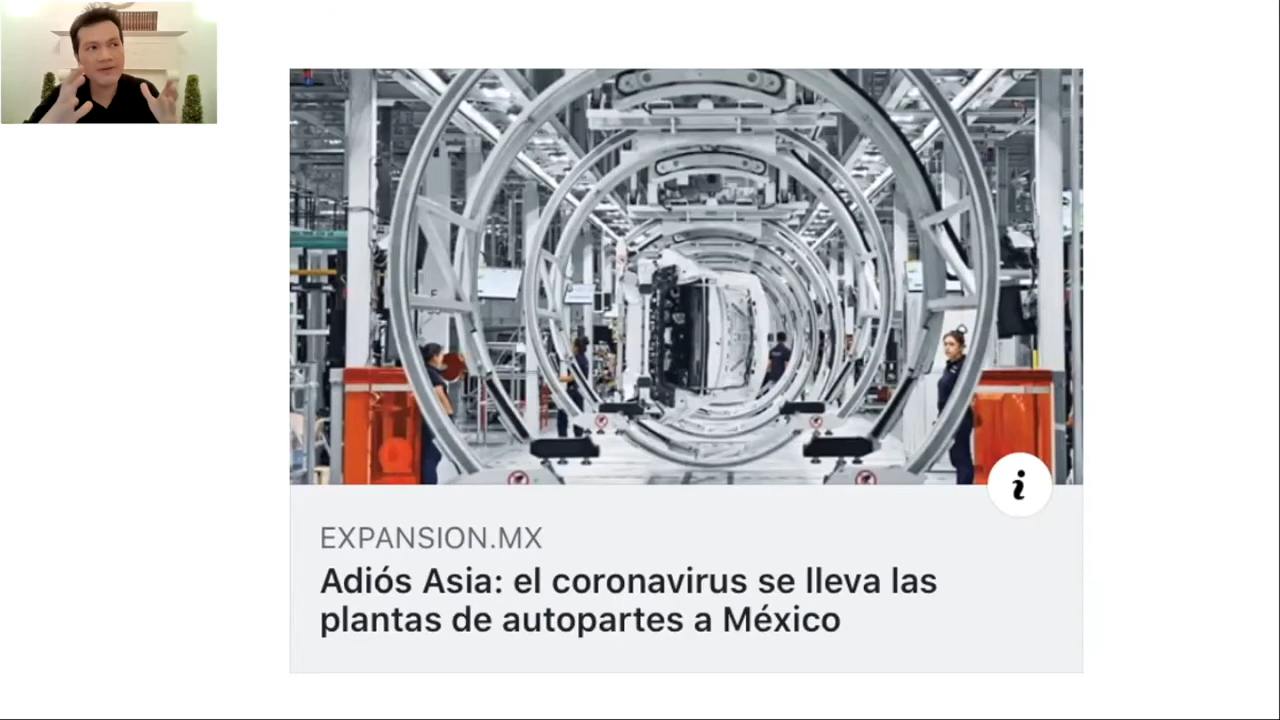 EXPANSION.MX
Adiós Asia: el coronavirus se lleva las
plantas de autopartes a México